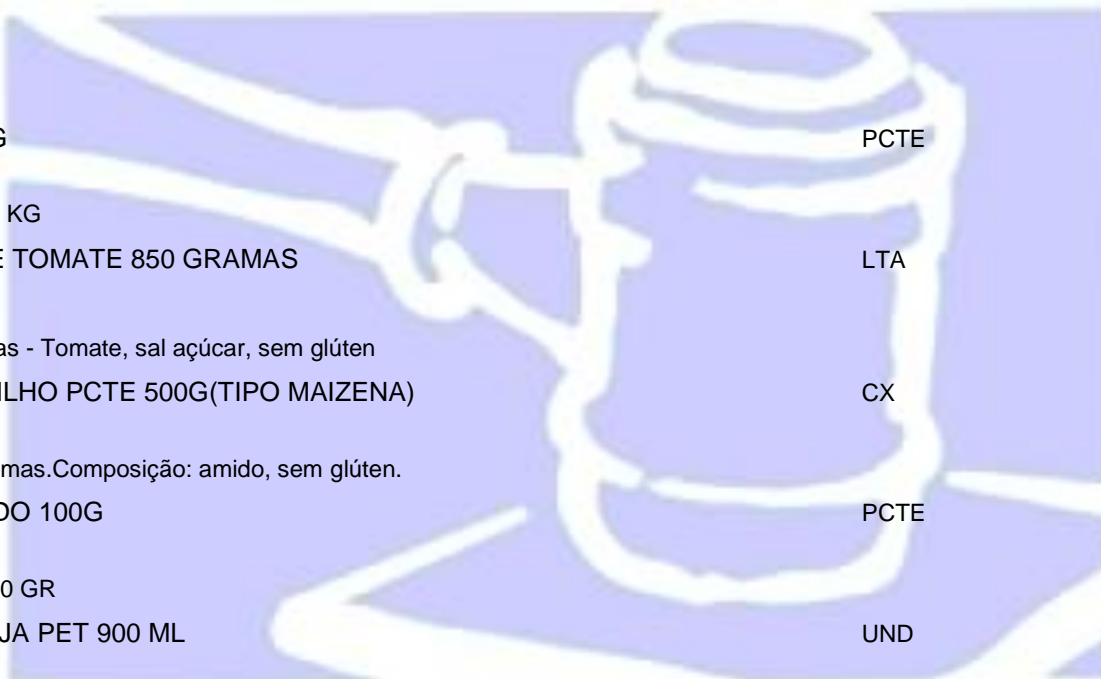 G PCTE
KG
E TOMATE 850 GRAMAS LTA
as - Tomate, sal açúcar, sem glúten
ILHO PCTE 500G(TIPO MAIZENA) CX
mas.Composição: amido, sem glúten.
DO 100G PCTE
0 GR
JA PET 900 ML UND